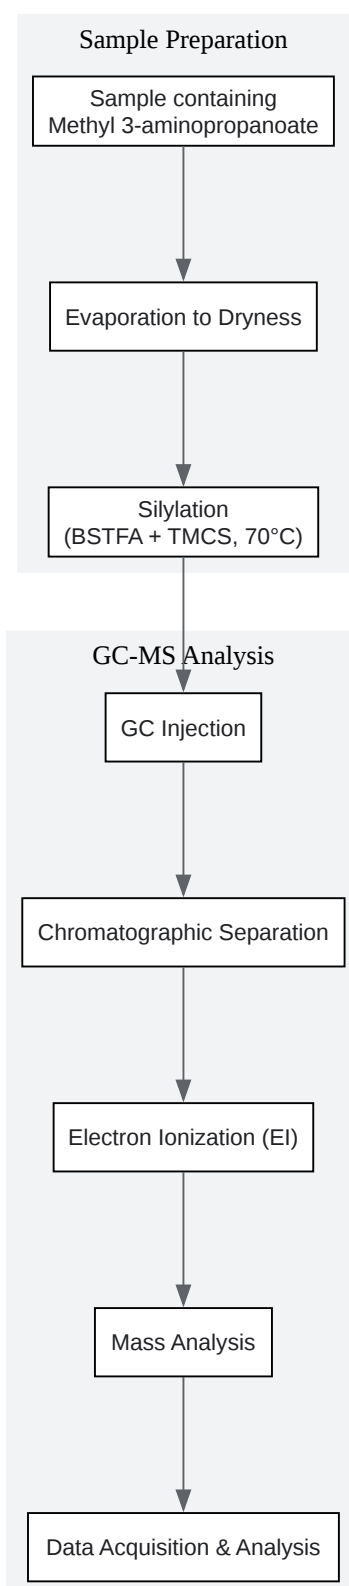 Sample Preparation
Sample containing
Methyl 3-aminopropanoate
Evaporation to Dryness
Silylation
(BSTFA + TMCS, 70°C)
GC-MS Analysis
GC Injection
Chromatographic Separation
Electron Ionization (EI)
Mass Analysis
Data Acquisition & Analysis